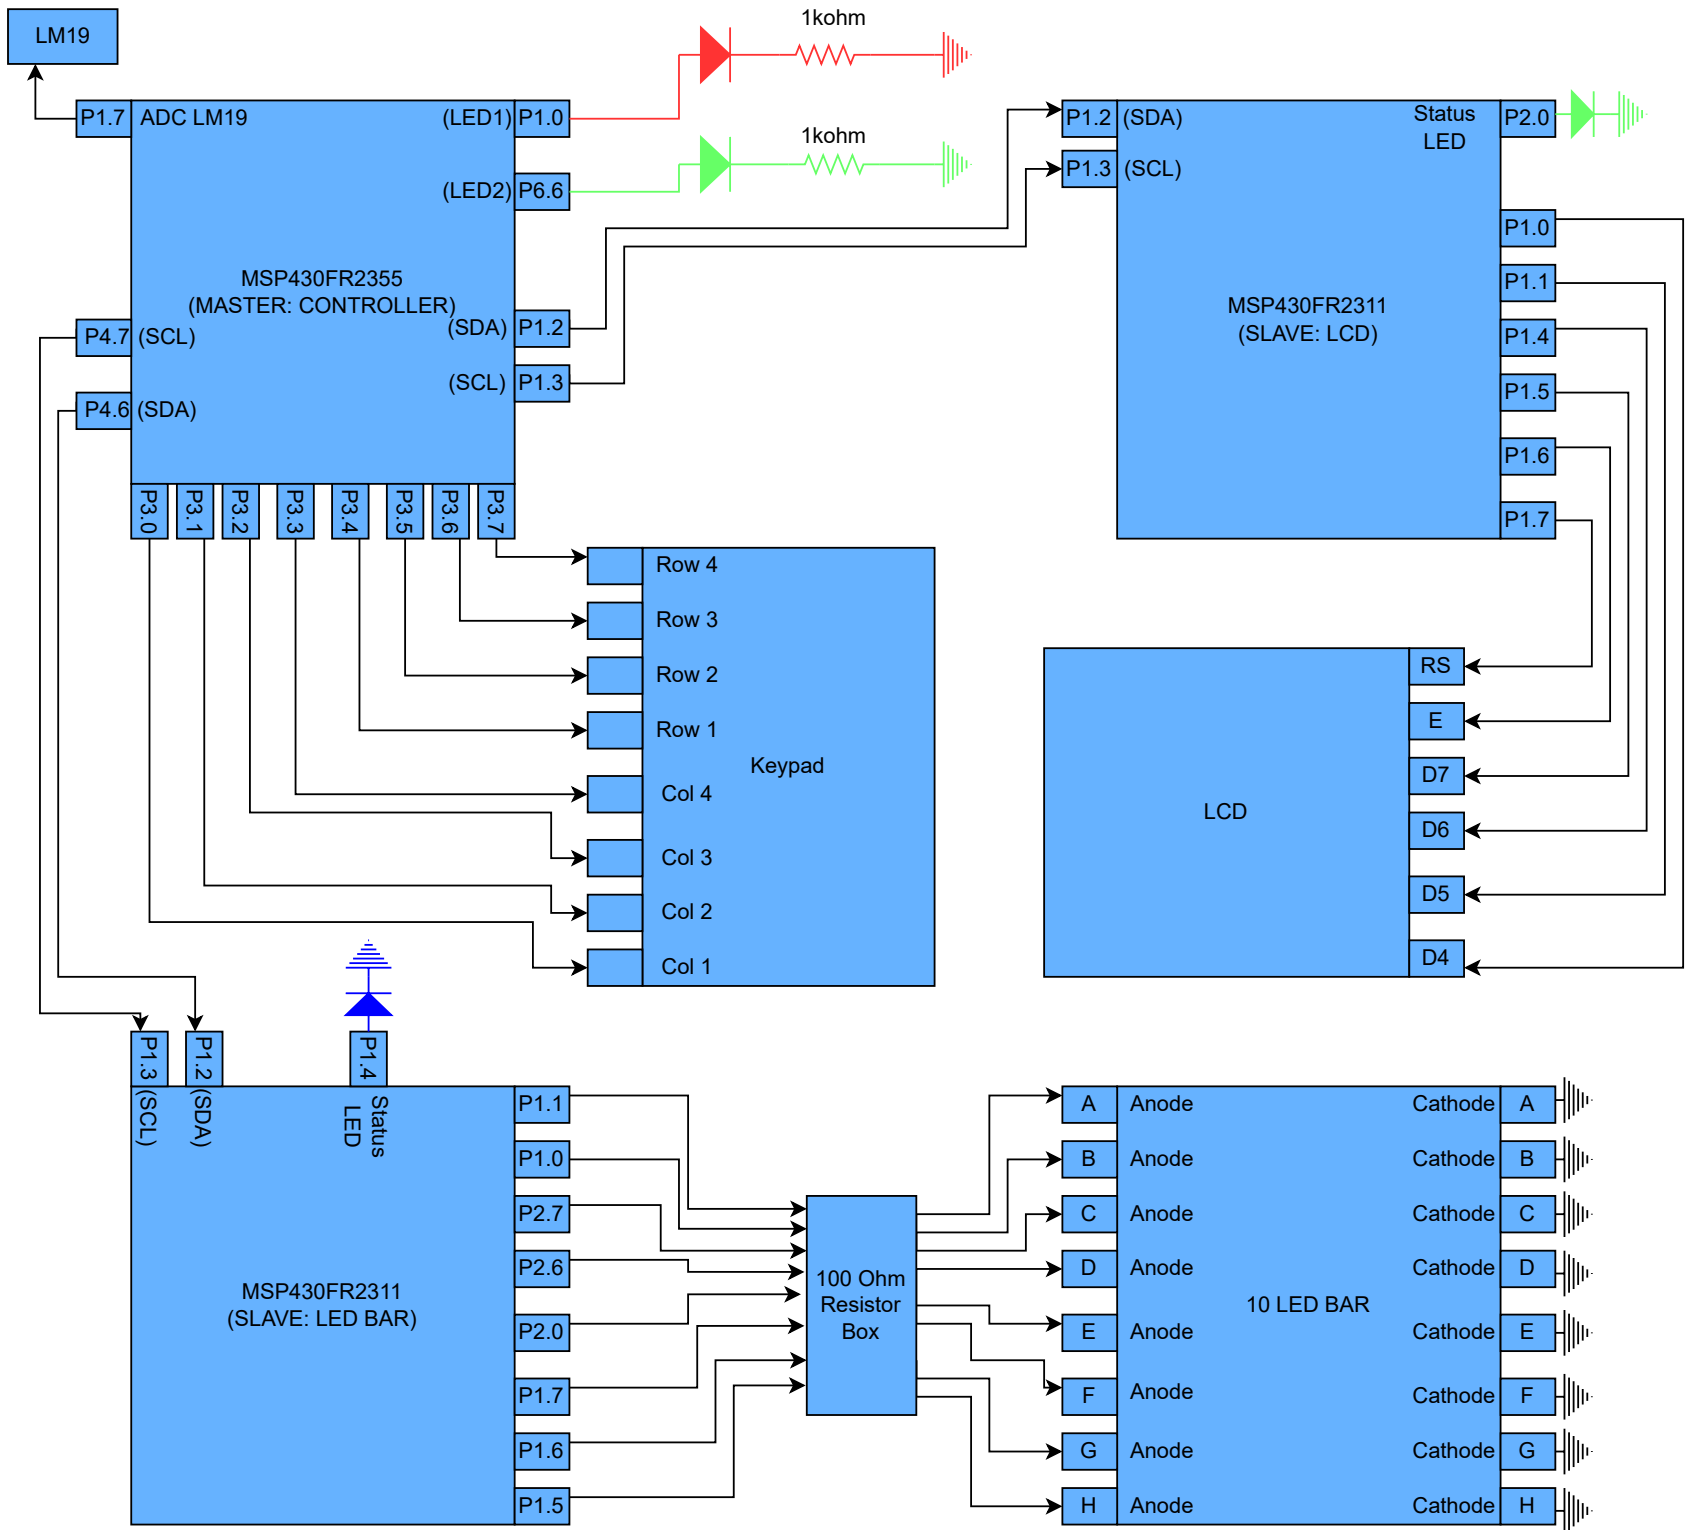 LM19
1kohm
P1.7
ADC LM19
(LED1)
P1.0
1kohm
(LED2)
P6.6
MSP430FR2355
(MASTER: CONTROLLER)
P4.7
(SCL)
(SDA)
P1.2
P4.6
(SDA)
(SCL)
P1.3
P3.0
P3.1
P3.2
P3.3
P3.4
P3.5
P3.6
P3.7
P1.2
(SDA)
P1.3
(SCL)
Status
LED
P2.0
P1.0
P1.1
MSP430FR2311
(SLAVE: LCD)
P1.4
P1.5
P1.6
P1.7
Row 4
Row 3
Row 2
Row 1
Keypad
Col 4
Col 3
Col 2
Col 1
LCD
RS
E
D7
D6
D5
D4
P1.3
(SCL)
P1.2
(SDA)
P1.4
Status
LED
MSP430FR2311
(SLAVE: LED BAR)
P1.1
P1.0
P2.7
P2.6
P2.0
P1.7
P1.6
P1.5
100 Ohm
Resistor
Box
10 LED BAR
A Anode Cathode A
B Anode Cathode B
C Anode Cathode C
D Anode Cathode D
E Anode Cathode E
F Anode Cathode F
G Anode Cathode G
H Anode Cathode H